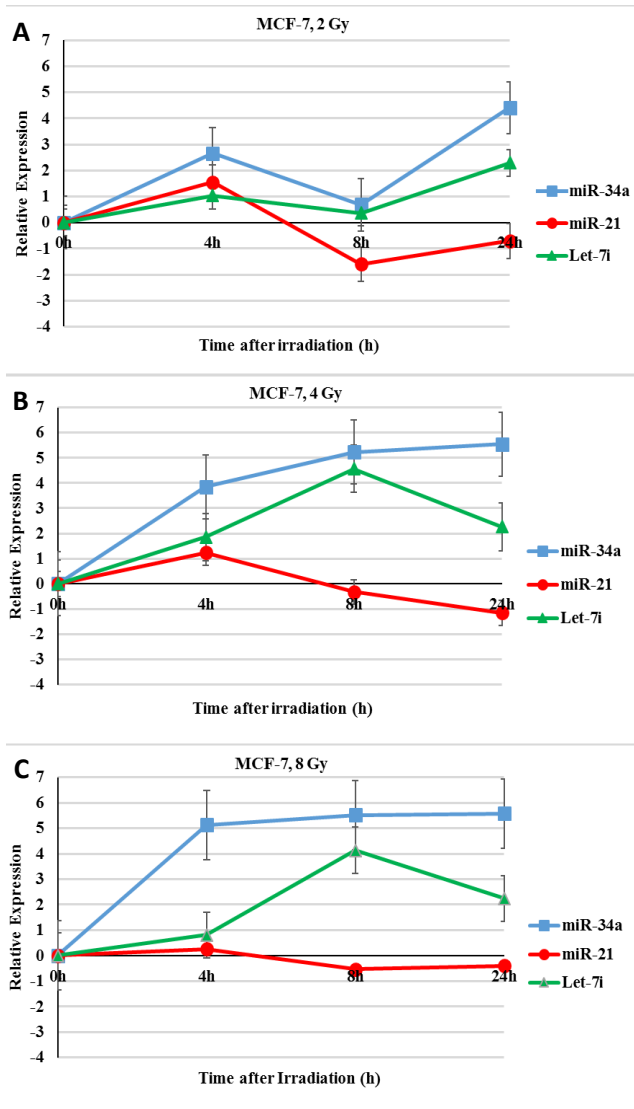 A
MCF-7, 2 Gy
7
6
5
4
3
2
1
0
-1
-2
-3
-4
Relative Expression
0h
4h
8h
24h
Time after irradiation (h)
miR-34a
miR-21
Let-7i
B
MCF-7, 4 Gy
7
6
5
4
3
2
1
0
-1
-2
-3
-4
Relative Expression
0h
4h
8h
24h
Time after irradiation (h)
miR-34a
miR-21
Let-7i
C
MCF-7, 8 Gy
7
6
5
4
3
2
1
0
-1
-2
-3
-4
Relative Expression
0h
4h
8h
24h
Time after Irradiation (h)
miR-34a
miR-21
Let-7i